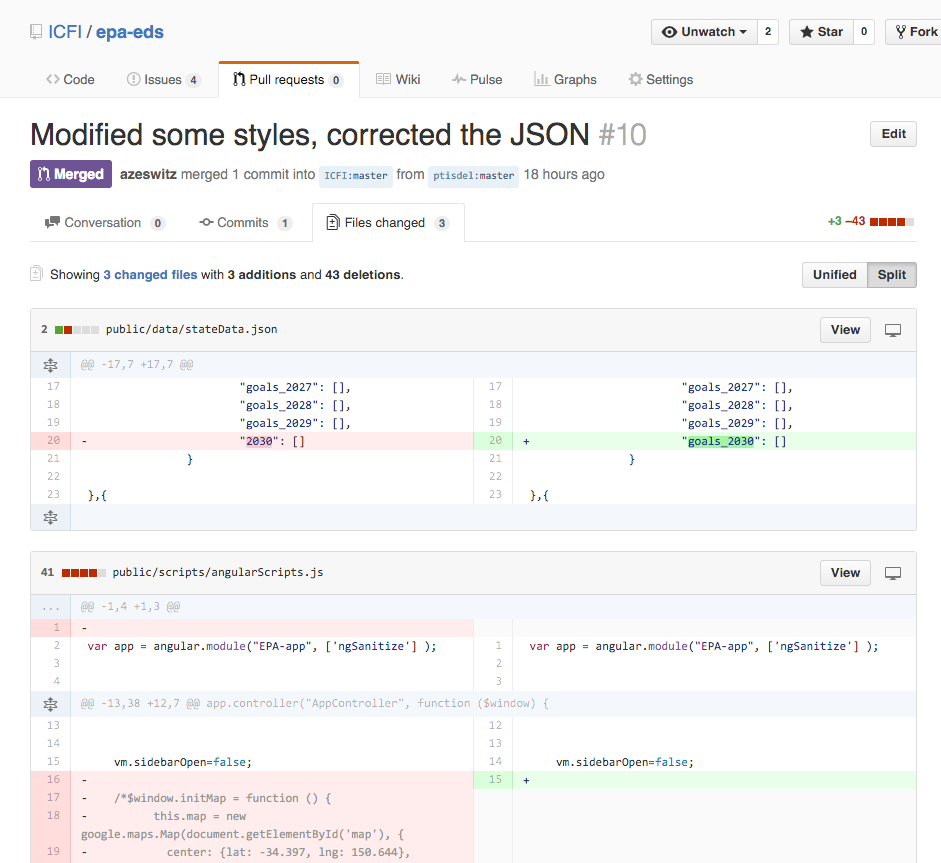 ICFI / epa-eds
Unwatch 2 Star 0 Fork
Code Issues 4 Pull requests 0 Wiki Pulse Graphs Settings
Modified some styles, corrected the JSON #10 Edit
Merged azeswitz merged 1 commit into ICFI:master from ptisdel:master 18 hours ago
Conversation 0 Commits 1 Files changed 3 +3 −43
Showing 3 changed files with 3 additions and 43 deletions. Unified Split
2 public/data/stateData.json View
@@ -17,7 +17,7 @@
17 "goals_2027": [], 17 "goals_2027": [],
18 "goals_2028": [], 18 "goals_2028": [],
19 "goals_2029": [], 19 "goals_2029": [],
20 - "2030": [] 20 + "goals_2030": []
21 } 21 }
22 22
23 },{ 23 },{
41 public/scripts/angularScripts.js View
... @@ -1,4 +1,3 @@
1 -
2 var app = angular.module("EPA-app", ['ngSanitize'] ); 1 var app = angular.module("EPA-app", ['ngSanitize'] );
3 2
4 3
@@ -13,38 +12,7 @@ app.controller("AppController", function ($window) {
13 12
14 13
15 vm.sidebarOpen=false; 14 vm.sidebarOpen=false;
16 - 15 +
17 - /*$window.initMap = function () {
18 - this.map = new
google.maps.Map(document.getElementById('map'), {
19 - center: {lat: -34.397, lng: 150.644},